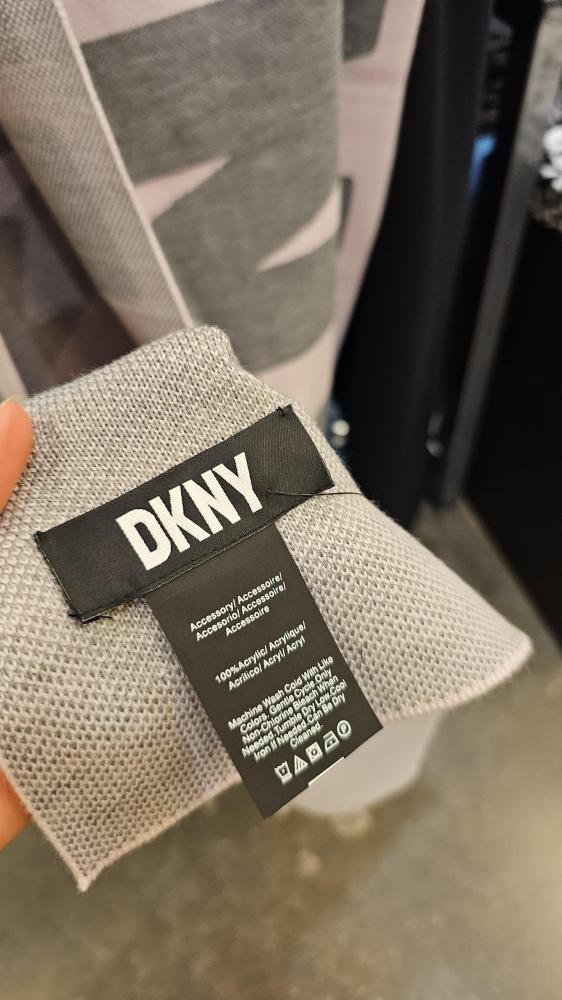 DKNY
Accessory/ Accessoire/
Accesorio/ Accessoire/
Accessoire
100%Acrylic/ Acrylique/
Acrilico/ Acryl/ Acryl
Machine Wash Cold With Like
Colors, Gentle Cycle.Only
Non-Chlorine Bleach When
Needed.Tumble Dry Low.Cool
Iron If Needed.Can Be Dry
Cleaned.